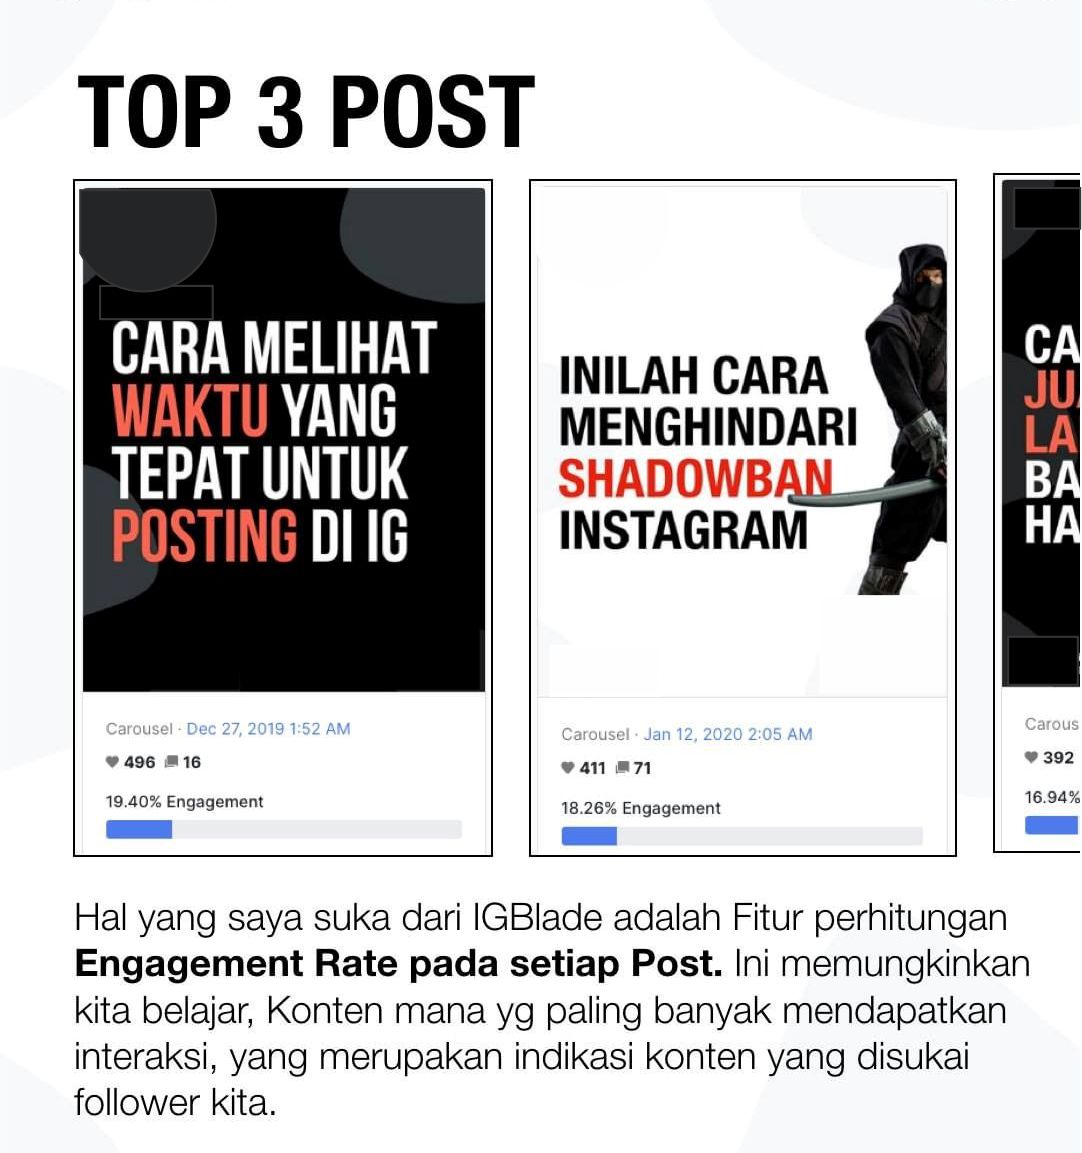 TOP 3 POST
CARA MELIHAT
WAKTU YANG
TEPAT UNTUK
POSTING DI IG
Carousel · Dec 27, 2019 1:52 AM
496 16
19.40% Engagement
INILAH CARA
MENGHINDARI
SHADOWBAN
INSTAGRAM
Carousel · Jan 12, 2020 2:05 AM
411 71
18.26% Engagement
CA
JU
LA
BA
HA
Carous
392
16.94%
Hal yang saya suka dari IGBlade adalah Fitur perhitungan
Engagement Rate pada setiap Post. Ini memungkinkan
kita belajar, Konten mana yg paling banyak mendapatkan
interaksi, yang merupakan indikasi konten yang disukai
follower kita.